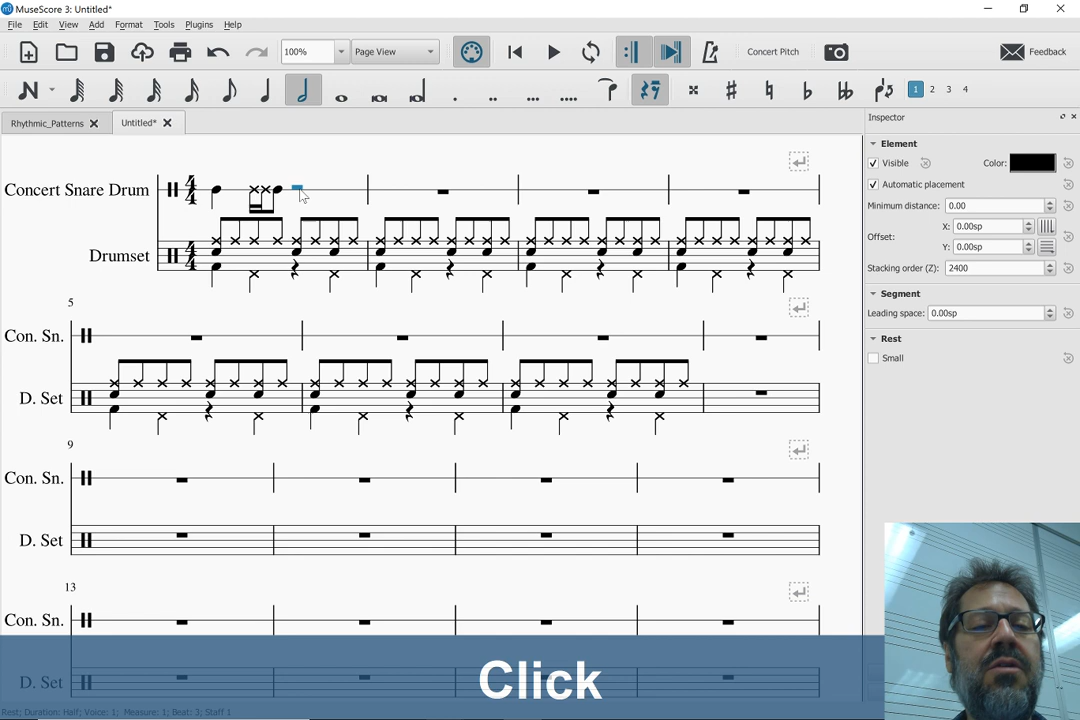 MuseScore 3: Untitled*
File Edit View Add Format Tools Plugins Help
100% Page View Concert Pitch Feedback
1 2 3 4
Rhythmic_Patterns Untitled*
Inspector
Element
Visible Color:
Automatic placement
Minimum distance: 0.00
Offset: X: 0.00sp
Y: 0.00sp
Stacking order (Z): 2400
Segment
Leading space: 0.00sp
Rest
Small
Concert Snare Drum
4 4
Drumset
4 4
5
Con. Sn.
D. Set
9
Con. Sn.
D. Set
13
Con. Sn.
D. Set
Click
Rest; Duration: Half; Voice: 1; Measure: 1; Beat: 3; Staff 1